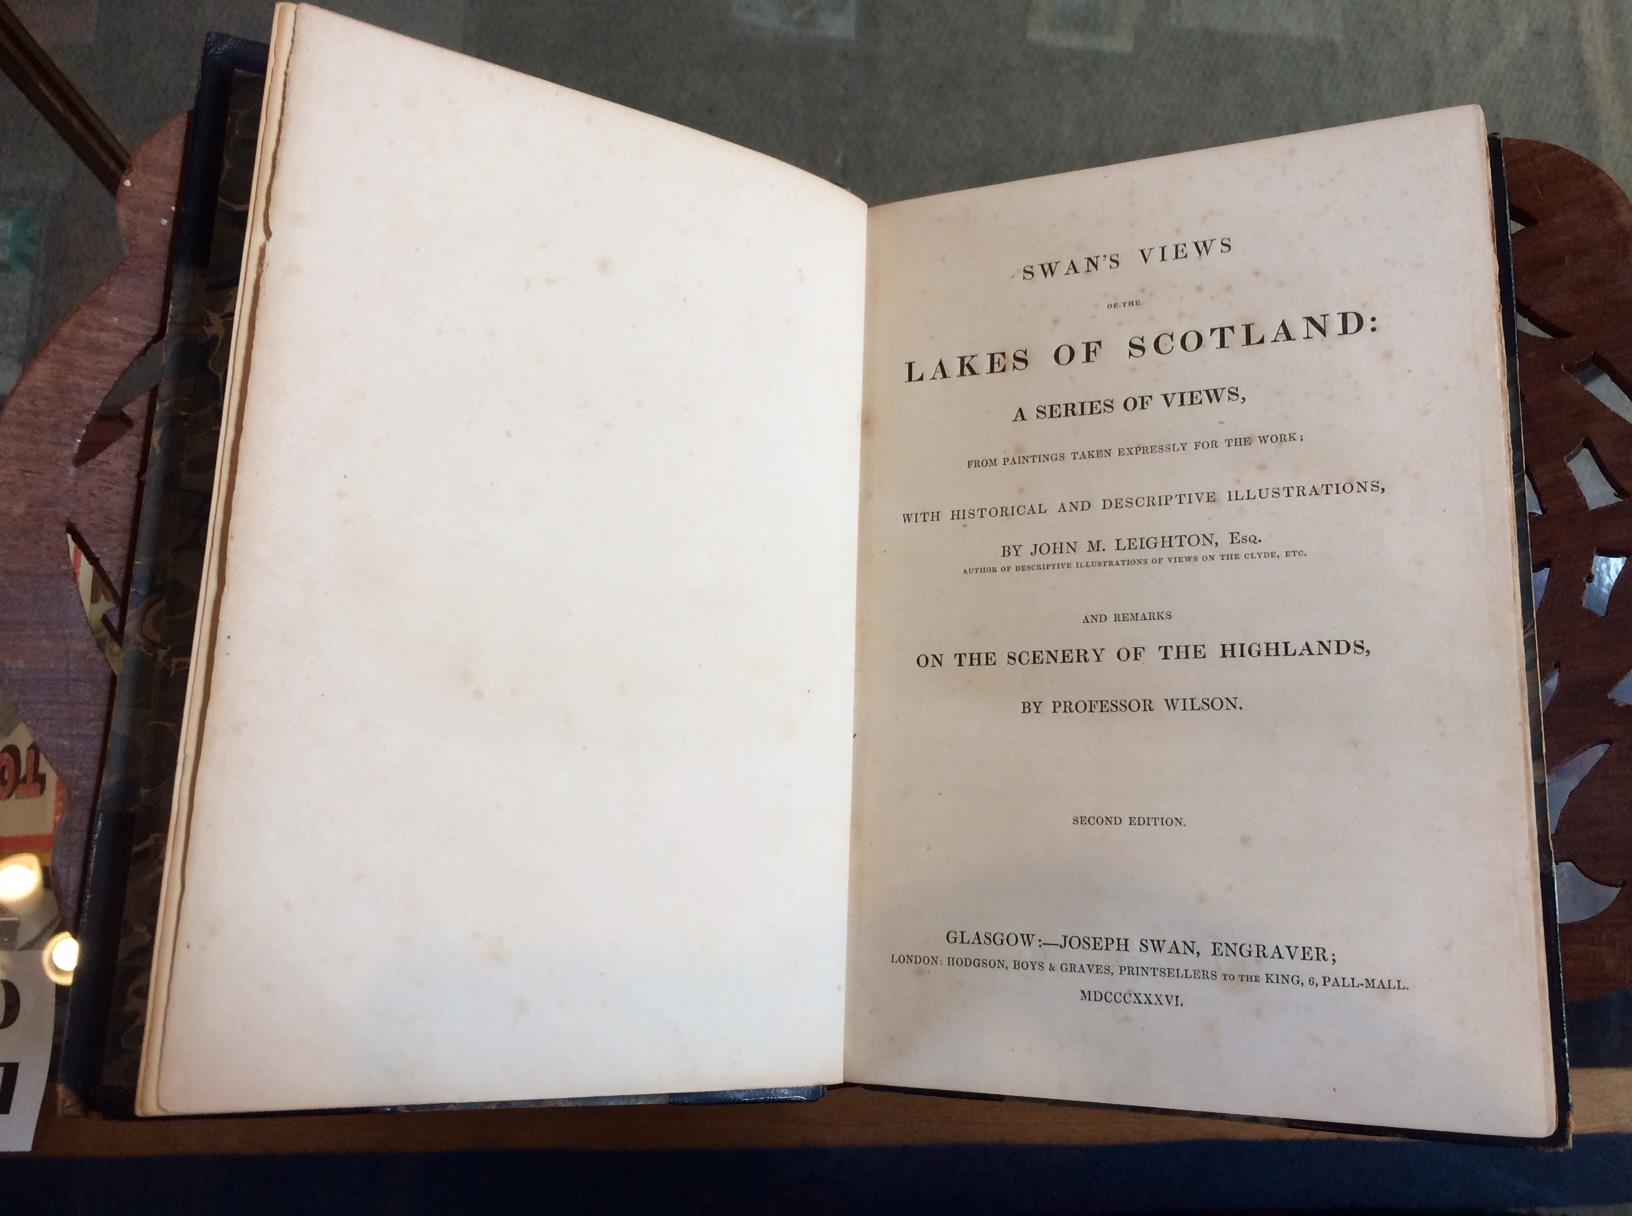 SWAN'S VIEWS
OF THE
LAKES OF SCOTLAND:
A SERIES OF VIEWS,
FROM PAINTINGS TAKEN EXPRESSLY FOR THE WORK;
WITH HISTORICAL AND DESCRIPTIVE ILLUSTRATIONS,
BY JOHN M. LEIGHTON, Esq.
AUTHOR OF DESCRIPTIVE ILLUSTRATIONS OF VIEWS ON THE CLYDE, ETC.
AND REMARKS
ON THE SCENERY OF THE HIGHLANDS,
BY PROFESSOR WILSON.
SECOND EDITION.
GLASGOW:—JOSEPH SWAN, ENGRAVER;
LONDON: HODGSON, BOYS & GRAVES, PRINTSELLERS TO THE KING, 6, PALL-MALL.
MDCCCXXXVI.